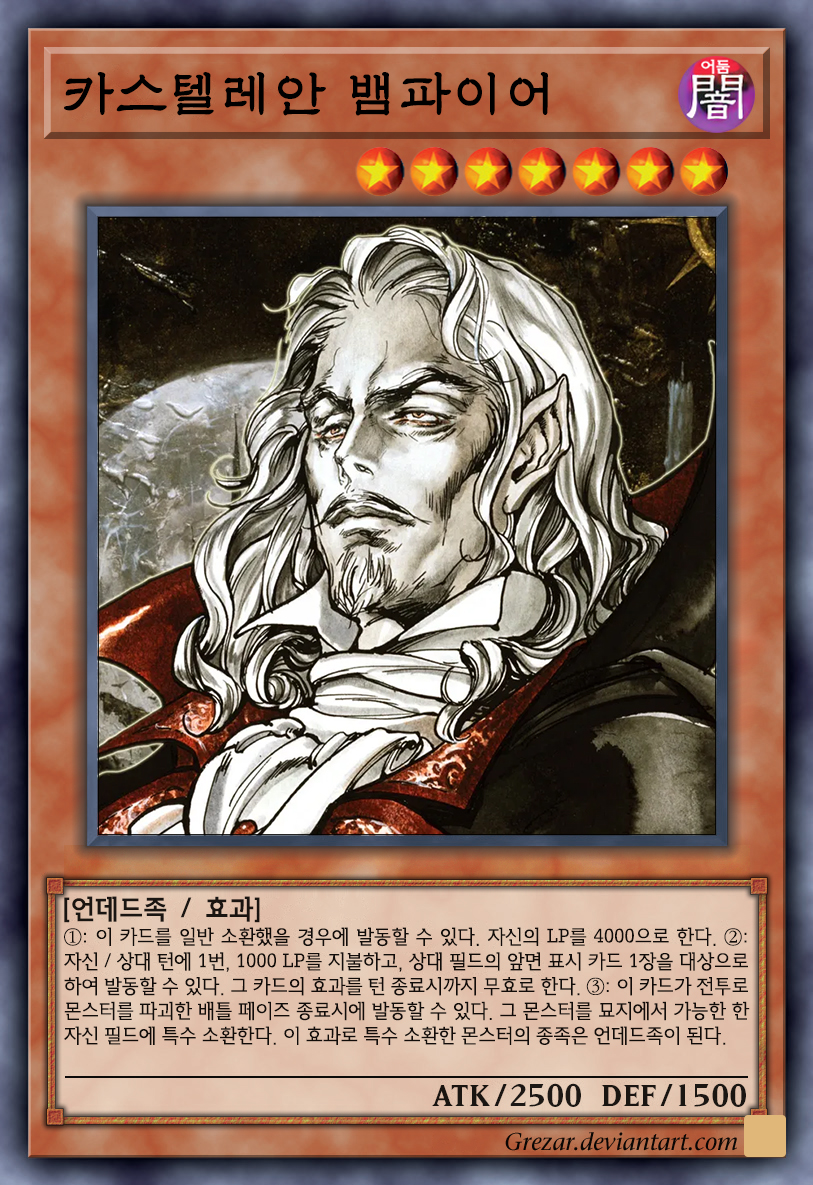 카스텔레안 뱀파이어
어둠
闇
[언데드족 / 효과]
①: 이 카드를 일반 소환했을 경우에 발동할 수 있다. 자신의 LP를 4000으로 한다. ②:
자신 / 상대 턴에 1번, 1000 LP를 지불하고, 상대 필드의 앞면 표시 카드 1장을 대상으로
하여 발동할 수 있다. 그 카드의 효과를 턴 종료시까지 무효로 한다. ③: 이 카드가 전투로
몬스터를 파괴한 배틀 페이즈 종료시에 발동할 수 있다. 그 몬스터를 묘지에서 가능한 한
자신 필드에 특수 소환한다. 이 효과로 특수 소환한 몬스터의 종족은 언데드족이 된다.
ATK/2500 DEF/1500
Grezar.deviantart.com